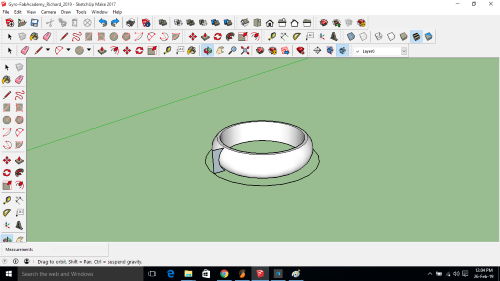 Gyro-FabAcademy_Richard_2019 - SketchUp Make 2017
File Edit View Camera Draw Tools Window Help
Layer0
Measurements
Drag to orbit. Shift = Pan, Ctrl = suspend gravity.
Search the web and Windows
12:04 PM
26-Feb-19